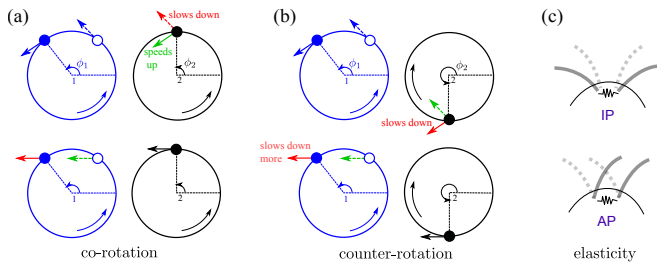 (a)
slows down
ϕ1
1
speeds
up
ϕ2
2
1
2
co-rotation
(b)
ϕ1
1
ϕ2
2
slows down
slows down
more
1
2
counter-rotation
(c)
IP
AP
elasticity